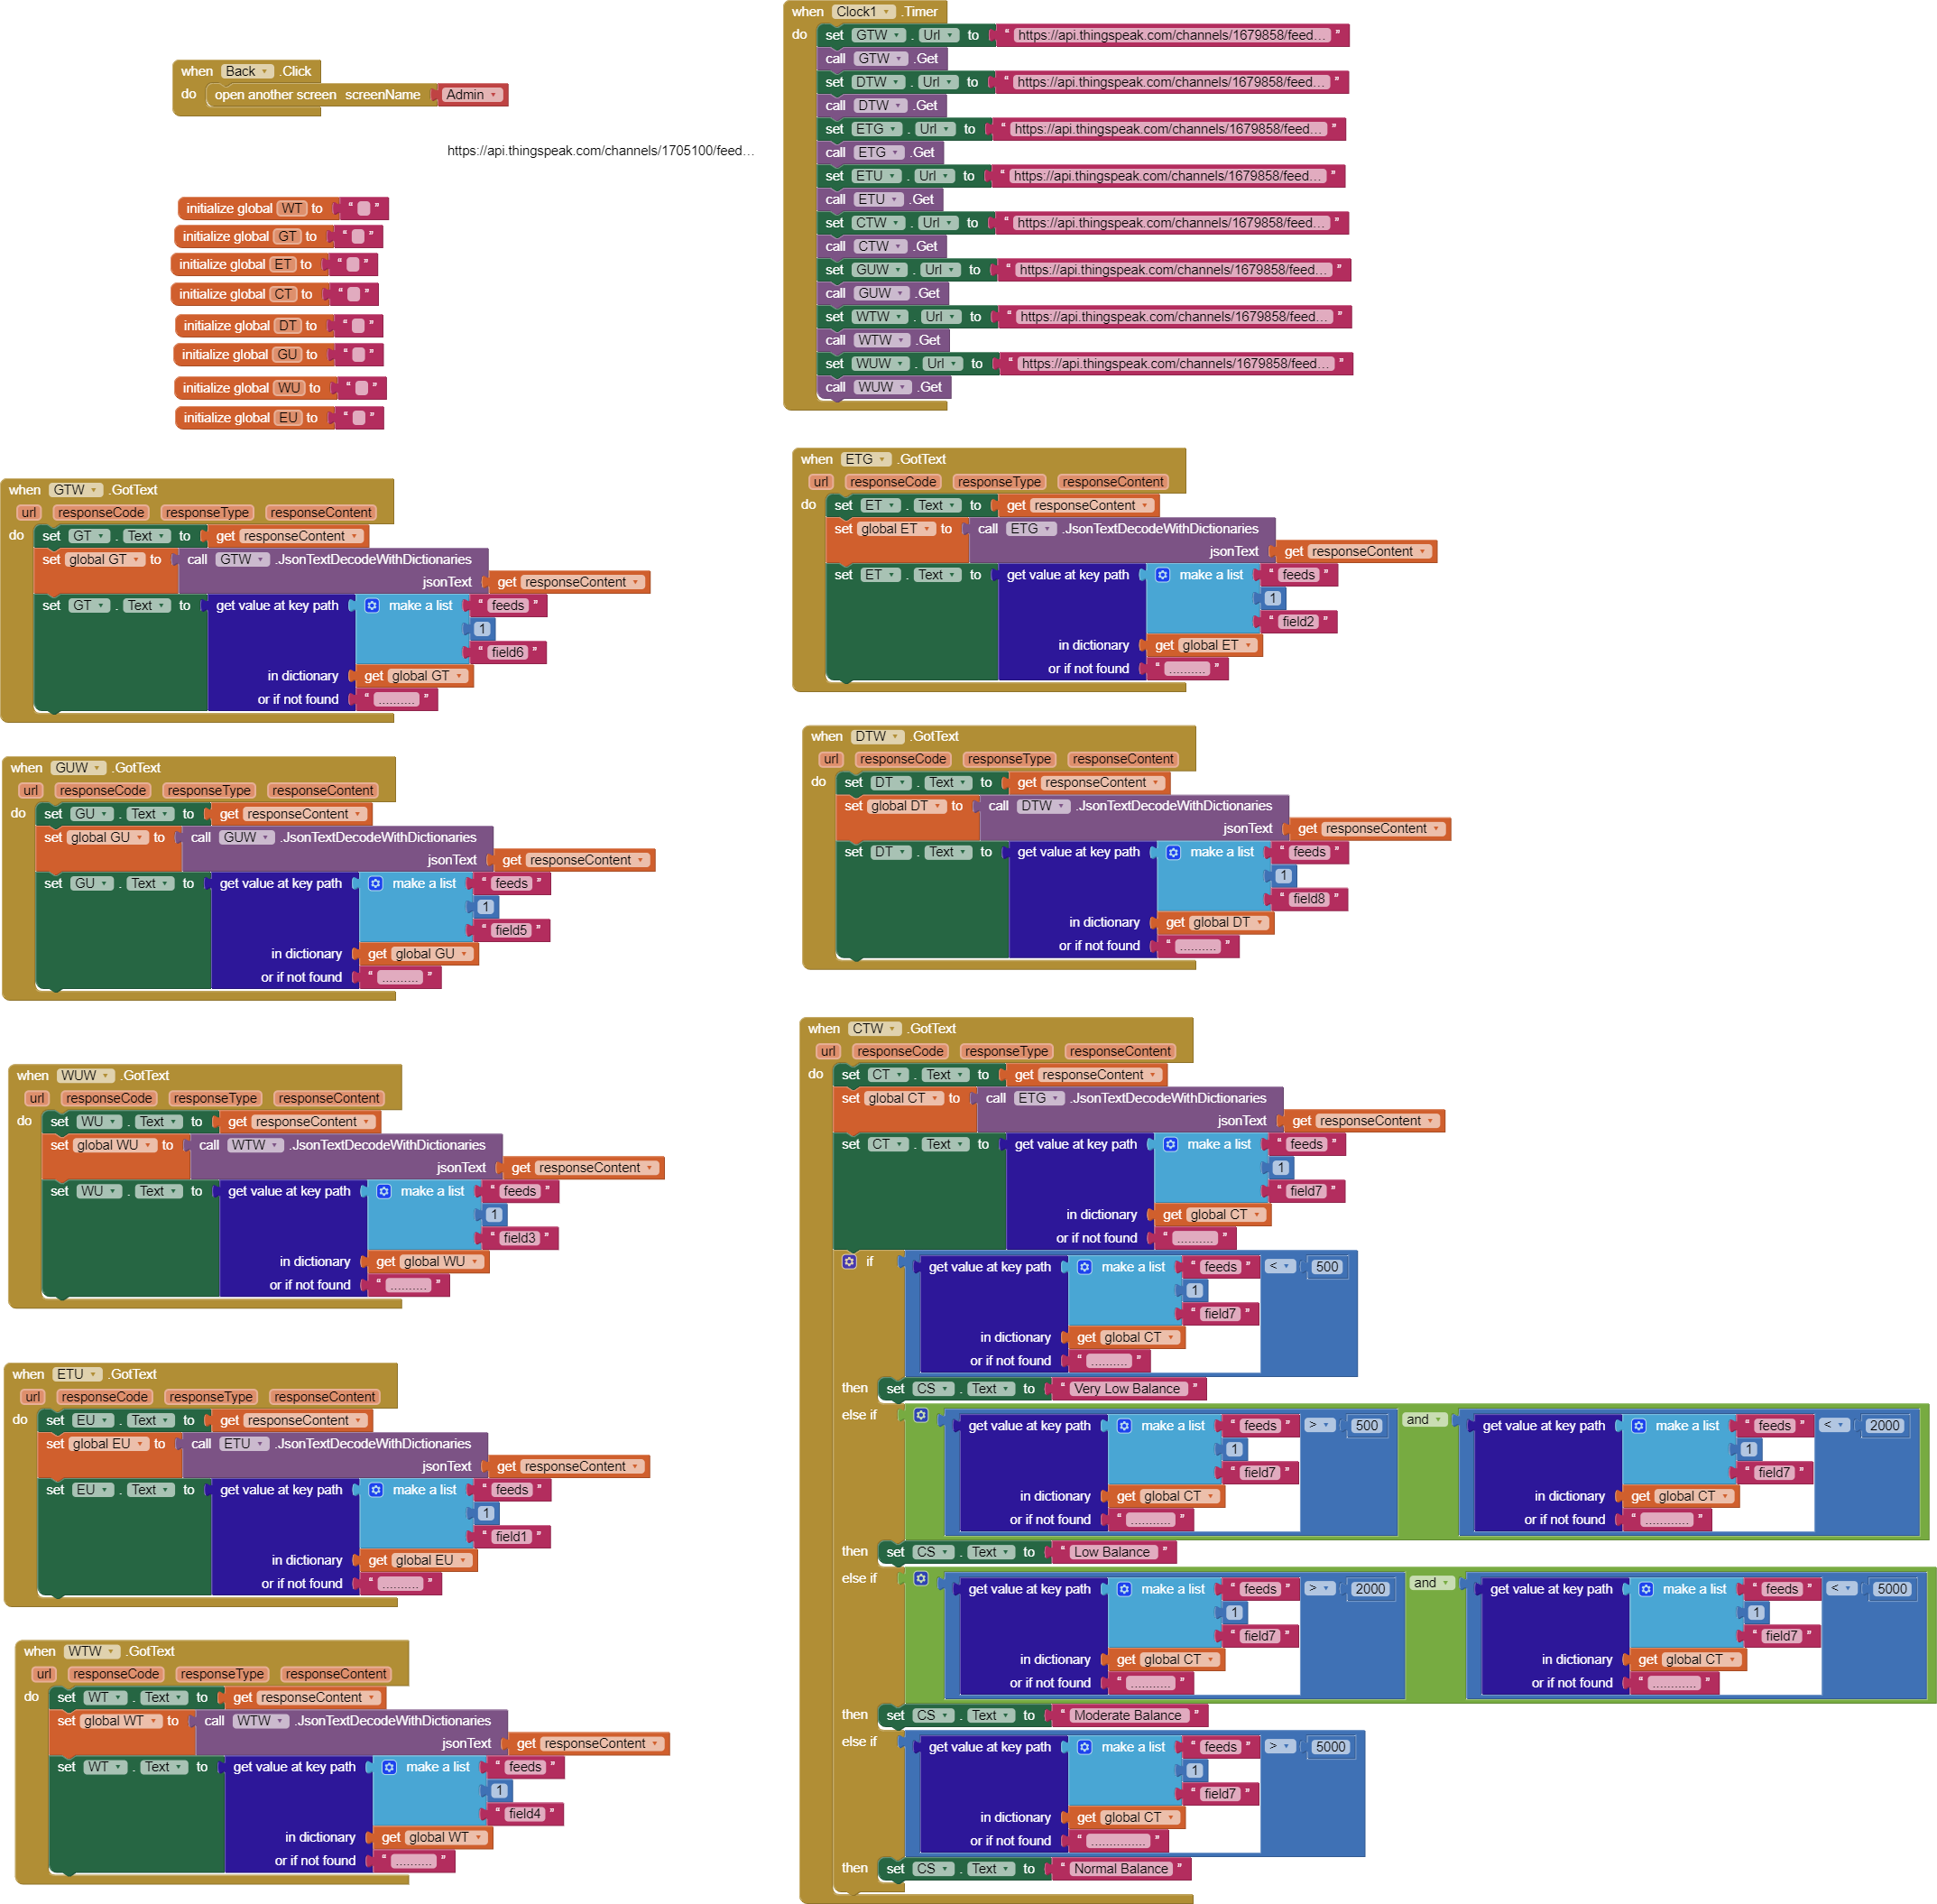 when Back .Click
do open another screen screenName Admin
https://api.thingspeak.com/channels/1705100/feed...
initialize global WT to “ ”
initialize global GT to “ ”
initialize global ET to “ ”
initialize global CT to “ ”
initialize global DT to “ ”
initialize global GU to “ ”
initialize global WU to “ ”
initialize global EU to “ ”
when GTW .GotText
url responseCode responseType responseContent
do set GT . Text to get responseContent
set global GT to call GTW .JsonTextDecodeWithDictionaries
jsonText get responseContent
set GT . Text to get value at key path make a list “ feeds ”
1
“ field6 ”
in dictionary get global GT
or if not found “ .......... ”
when GUW .GotText
url responseCode responseType responseContent
do set GU . Text to get responseContent
set global GU to call GUW .JsonTextDecodeWithDictionaries
jsonText get responseContent
set GU . Text to get value at key path make a list “ feeds ”
1
“ field5 ”
in dictionary get global GU
or if not found “ .......... ”
when WUW .GotText
url responseCode responseType responseContent
do set WU . Text to get responseContent
set global WU to call WTW .JsonTextDecodeWithDictionaries
jsonText get responseContent
set WU . Text to get value at key path make a list “ feeds ”
1
“ field3 ”
in dictionary get global WU
or if not found “ .......... ”
when ETU .GotText
url responseCode responseType responseContent
do set EU . Text to get responseContent
set global EU to call ETU .JsonTextDecodeWithDictionaries
jsonText get responseContent
set EU . Text to get value at key path make a list “ feeds ”
1
“ field1 ”
in dictionary get global EU
or if not found “ .......... ”
when WTW .GotText
url responseCode responseType responseContent
do set WT . Text to get responseContent
set global WT to call WTW .JsonTextDecodeWithDictionaries
jsonText get responseContent
set WT . Text to get value at key path make a list “ feeds ”
1
“ field4 ”
in dictionary get global WT
or if not found “ .......... ”
when Clock1 .Timer
do set GTW . Url to “ https://api.thingspeak.com/channels/1679858/feed... ”
call GTW .Get
set DTW . Url to “ https://api.thingspeak.com/channels/1679858/feed... ”
call DTW .Get
set ETG . Url to “ https://api.thingspeak.com/channels/1679858/feed... ”
call ETG .Get
set ETU . Url to “ https://api.thingspeak.com/channels/1679858/feed... ”
call ETU .Get
set CTW . Url to “ https://api.thingspeak.com/channels/1679858/feed... ”
call CTW .Get
set GUW . Url to “ https://api.thingspeak.com/channels/1679858/feed... ”
call GUW .Get
set WTW . Url to “ https://api.thingspeak.com/channels/1679858/feed... ”
call WTW .Get
set WUW . Url to “ https://api.thingspeak.com/channels/1679858/feed... ”
call WUW .Get
when ETG .GotText
url responseCode responseType responseContent
do set ET . Text to get responseContent
set global ET to call ETG .JsonTextDecodeWithDictionaries
jsonText get responseContent
set ET . Text to get value at key path make a list “ feeds ”
1
“ field2 ”
in dictionary get global ET
or if not found “ .......... ”
when DTW .GotText
url responseCode responseType responseContent
do set DT . Text to get responseContent
set global DT to call DTW .JsonTextDecodeWithDictionaries
jsonText get responseContent
set DT . Text to get value at key path make a list “ feeds ”
1
“ field8 ”
in dictionary get global DT
or if not found “ .......... ”
when CTW .GotText
url responseCode responseType responseContent
do set CT . Text to get responseContent
set global CT to call ETG .JsonTextDecodeWithDictionaries
jsonText get responseContent
set CT . Text to get value at key path make a list “ feeds ”
1
“ field7 ”
in dictionary get global CT
or if not found “ .......... ”
if get value at key path make a list “ feeds ” < 500
1
“ field7 ”
in dictionary get global CT
or if not found “ .......... ”
then set CS . Text to “ Very Low Balance ”
else if get value at key path make a list “ feeds ” > 500 and get value at key path make a list “ feeds ” < 2000
1 1
“ field7 ” “ field7 ”
in dictionary get global CT in dictionary get global CT
or if not found “ ............ ” or if not found “ ............ ”
then set CS . Text to “ Low Balance ”
else if get value at key path make a list “ feeds ” > 2000 and get value at key path make a list “ feeds ” < 5000
1 1
“ field7 ” “ field7 ”
in dictionary get global CT in dictionary get global CT
or if not found “ ............ ” or if not found “ ............ ”
then set CS . Text to “ Moderate Balance ”
else if get value at key path make a list “ feeds ” > 5000
1
“ field7 ”
in dictionary get global CT
or if not found “ .............. ”
then set CS . Text to “ Normal Balance ”